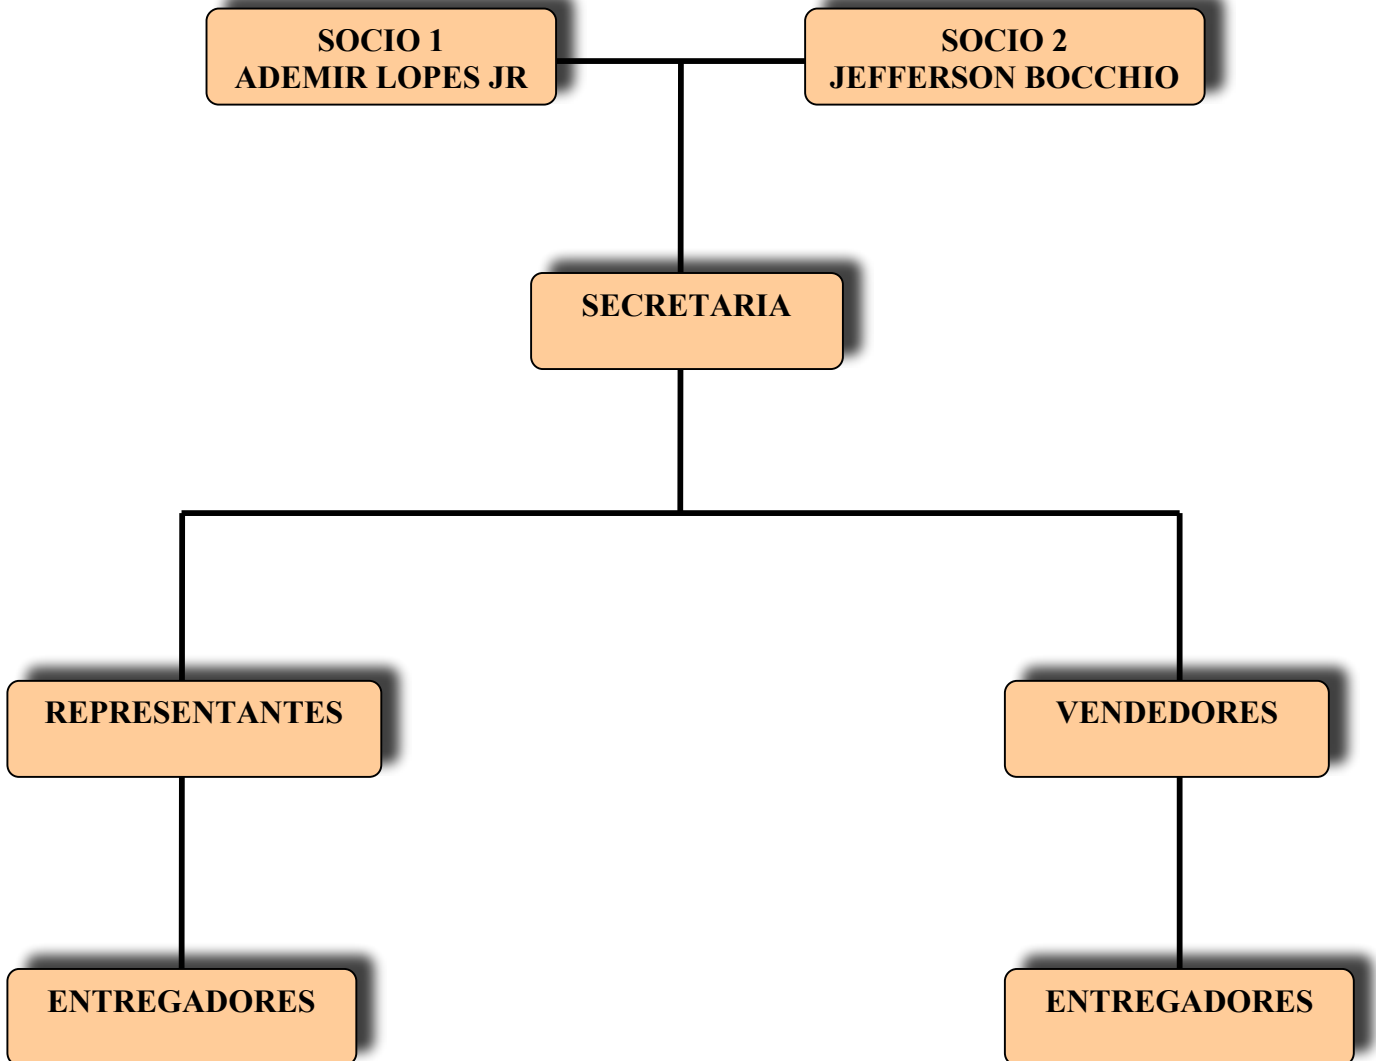 SOCIO 1
ADEMIR LOPES JR
SOCIO 2
JEFFERSON BOCCHIO
SECRETARIA
REPRESENTANTES
VENDEDORES
ENTREGADORES
ENTREGADORES